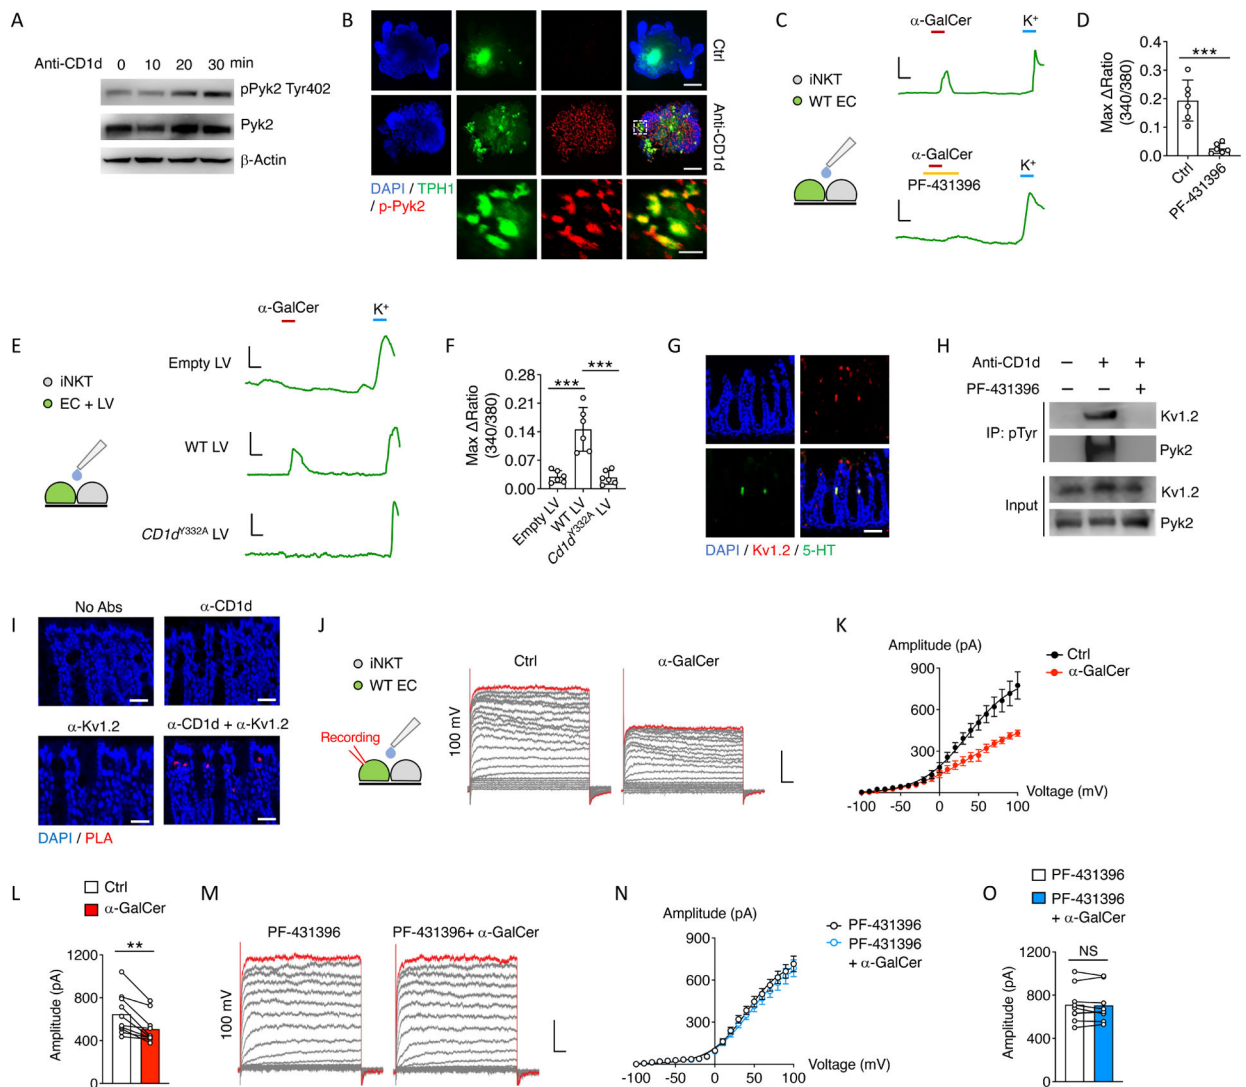 A
Anti-CD1d 0 10 20 30 min
pPyk2 Tyr402
Pyk2
β-Actin
B
Ctrl
Anti-CD1d
DAPI / TPH1
/ p-Pyk2
C
iNKT
WT EC
α-GalCer
K+
α-GalCer
PF-431396
K+
D
Max ΔRatio
(340/380)
0.4
0.3
0.2
0.1
0.0
***
Ctrl
PF-431396
E
iNKT
EC + LV
α-GalCer
K+
Empty LV
WT LV
CD1dY332A LV
F
Max ΔRatio
(340/380)
0.28
0.21
0.14
0.07
0.00
*** ***
Empty LV
WT LV
Cd1dY332A LV
G
DAPI / Kv1.2 / 5-HT
H
Anti-CD1d – + +
PF-431396 – – +
IP: pTyr
Kv1.2
Pyk2
Input
Kv1.2
Pyk2
I
No Abs
α-CD1d
α-Kv1.2
α-CD1d + α-Kv1.2
DAPI / PLA
J
iNKT
WT EC
Recording
Ctrl
α-GalCer
100 mV
K
Amplitude (pA)
Ctrl
α-GalCer
900
600
300
-100 -50 0 50 100
Voltage (mV)
L
Ctrl
α-GalCer
Amplitude (pA)
1200
800
400
0
**
M
PF-431396
PF-431396+ α-GalCer
100 mV
N
Amplitude (pA)
PF-431396
PF-431396
+ α-GalCer
900
600
300
-100 -50 0 50 100
Voltage (mV)
O
PF-431396
PF-431396
+ α-GalCer
Amplitude (pA)
1200
800
400
0
NS